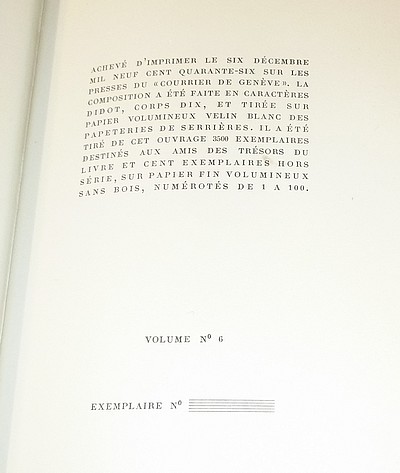 ACHEVÉ D'IMPRIMER LE SIX DÉCEMBRE
MIL NEUF CENT QUARANTE-SIX SUR LES
PRESSES DU «COURRIER DE GENÈVE». LA
COMPOSITION A ÉTÉ FAITE EN CARACTÈRES
DIDOT, CORPS DIX, ET TIRÉE SUR
PAPIER VOLUMINEUX VELIN BLANC DES
PAPETERIES DE SERRIÈRES. IL A ÉTÉ
TIRÉ DE CET OUVRAGE 3500 EXEMPLAIRES
DESTINÉS AUX AMIS DES TRÉSORS DU
LIVRE ET CENT EXEMPLAIRES HORS
SÉRIE, SUR PAPIER FIN VOLUMINEUX
SANS BOIS, NUMÉROTÉS DE 1 A 100.
VOLUME Nº 6
EXEMPLAIRE Nº